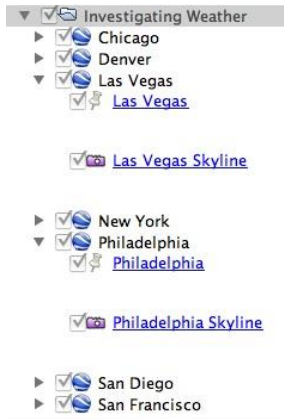 Investigating Weather
Chicago
Denver
Las Vegas
Las Vegas
Las Vegas Skyline
New York
Philadelphia
Philadelphia
Philadelphia Skyline
San Diego
San Francisco